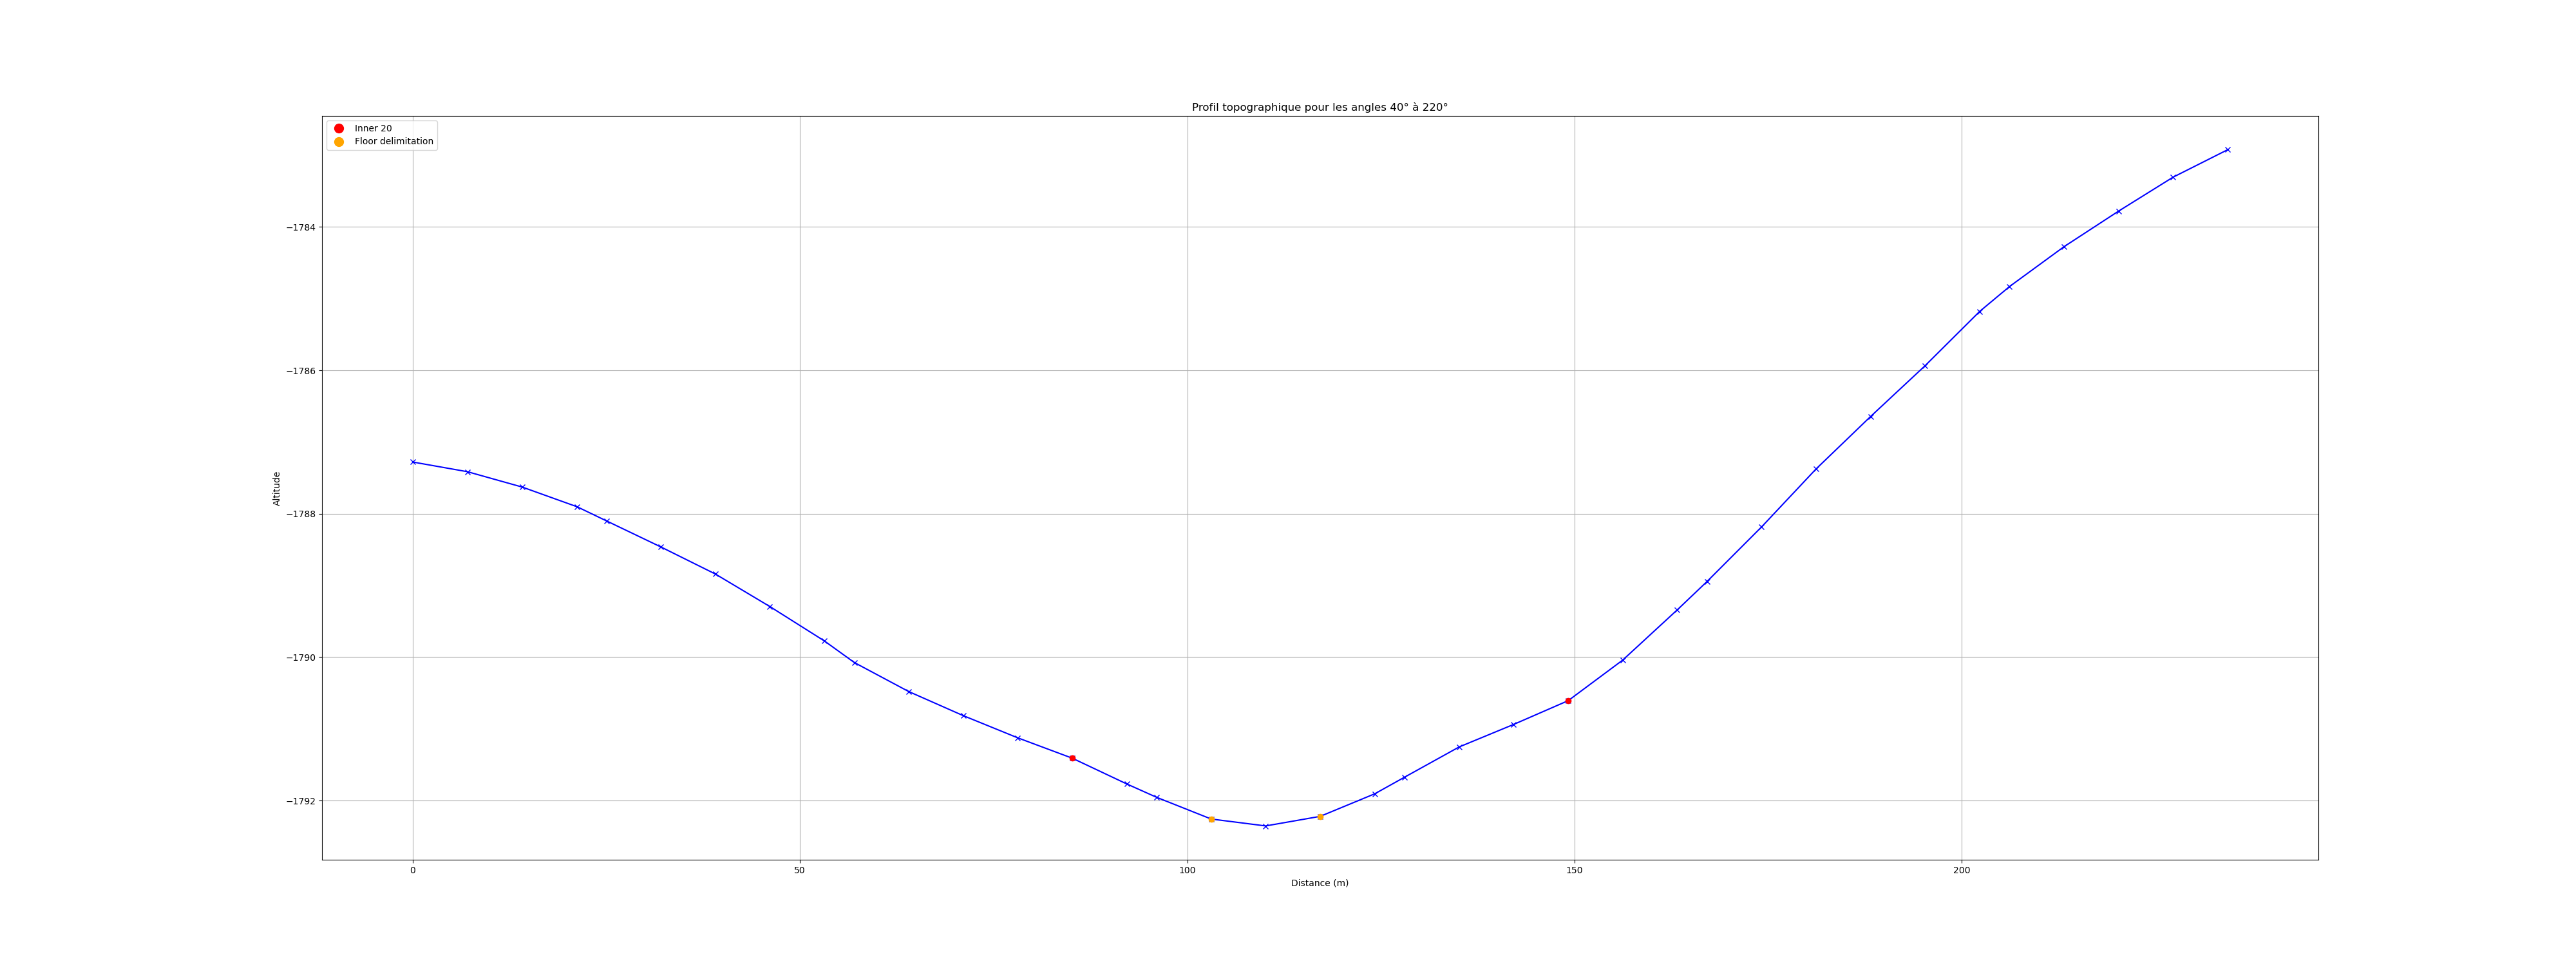 Profil topographique pour les angles 40° à 220°
Inner 20
Floor delimitation
−1784
−1786
−1788
−1790
−1792
Altitude
0 50 100 150 200
Distance (m)